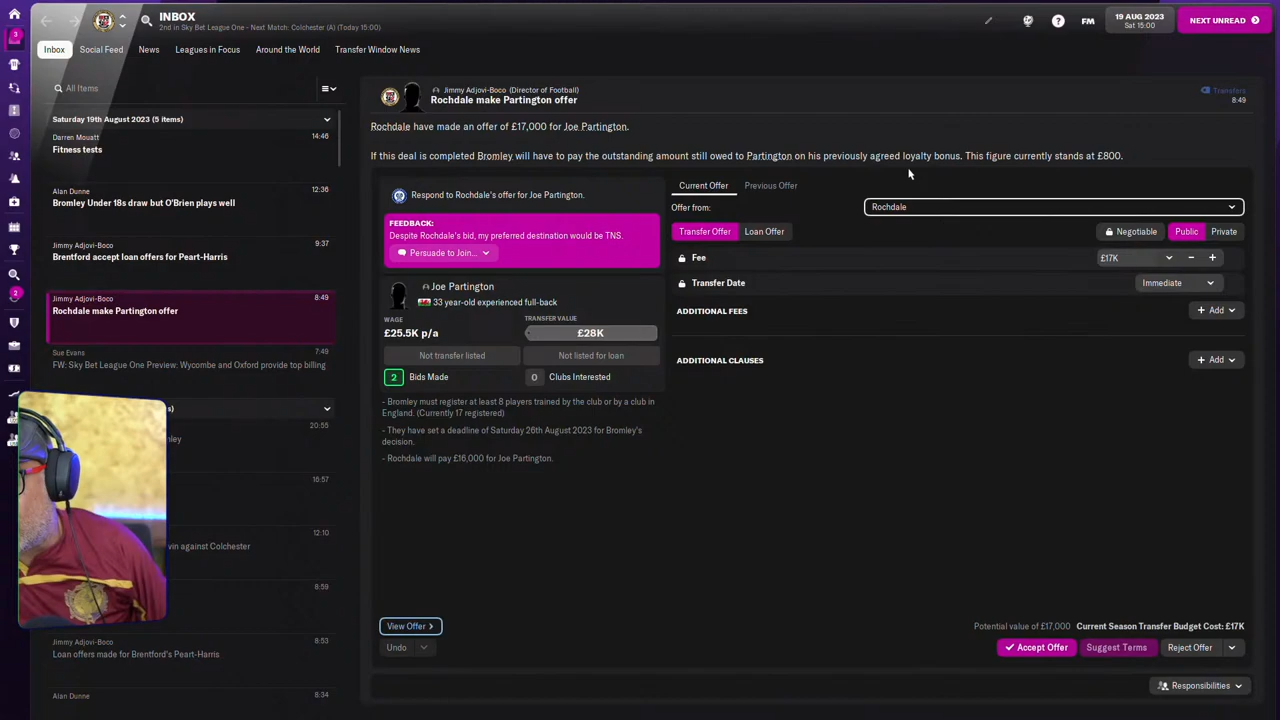 INBOX
2nd in Sky Bet League One - Next Match: Colchester (A) (Today 15:00)
FM
19 AUG 2023
Sat 15:00
NEXT UNREAD
3
Inbox
Social Feed
News
Leagues in Focus
Around the World
Transfer Window News
All Items
Saturday 19th August 2023 (5 items)
Darren Mouatt
14:46
Fitness tests
Alan Dunne
12:36
Bromley Under 18s draw but O'Brien plays well
Jimmy Adjovi-Boco
9:37
Brentford accept loan offers for Peart-Harris
2
Jimmy Adjovi-Boco
8:49
Rochdale make Partington offer
Sue Evans
7:49
FW: Sky Bet League One Preview: Wycombe and Oxford provide top billing
s)
20:55
mley
16:57
12:10
vin against Colchester
8:59
Jimmy Adjovi-Boco
8:53
Loan offers made for Brentford's Peart-Harris
Alan Dunne
8:34
Jimmy Adjovi-Boco (Director of Football)
Rochdale make Partington offer
Transfers
8:49
Rochdale have made an offer of £17,000 for Joe Partington.
If this deal is completed Bromley will have to pay the outstanding amount still owed to Partington on his previously agreed loyalty bonus. This figure currently stands at £800.
Respond to Rochdale's offer for Joe Partington.
FEEDBACK:
Despite Rochdale's bid, my preferred destination would be TNS.
Persuade to Join...
Joe Partington
33 year-old experienced full-back
WAGE
TRANSFER VALUE
£25.5K p/a
£28K
Not transfer listed
Not listed for loan
2
Bids Made
0
Clubs Interested
- Bromley must register at least 8 players trained by the club or by a club in
England. (Currently 17 registered)
- They have set a deadline of Saturday 26th August 2023 for Bromley's
decision.
- Rochdale will pay £16,000 for Joe Partington.
Current Offer
Previous Offer
Offer from:
Rochdale
Transfer Offer
Loan Offer
Negotiable
Public
Private
Fee
£17K
Transfer Date
Immediate
ADDITIONAL FEES
Add
ADDITIONAL CLAUSES
Add
View Offer
Undo
Potential value of £17,000
Current Season Transfer Budget Cost: £17K
Accept Offer
Suggest Terms
Reject Offer
Responsibilities